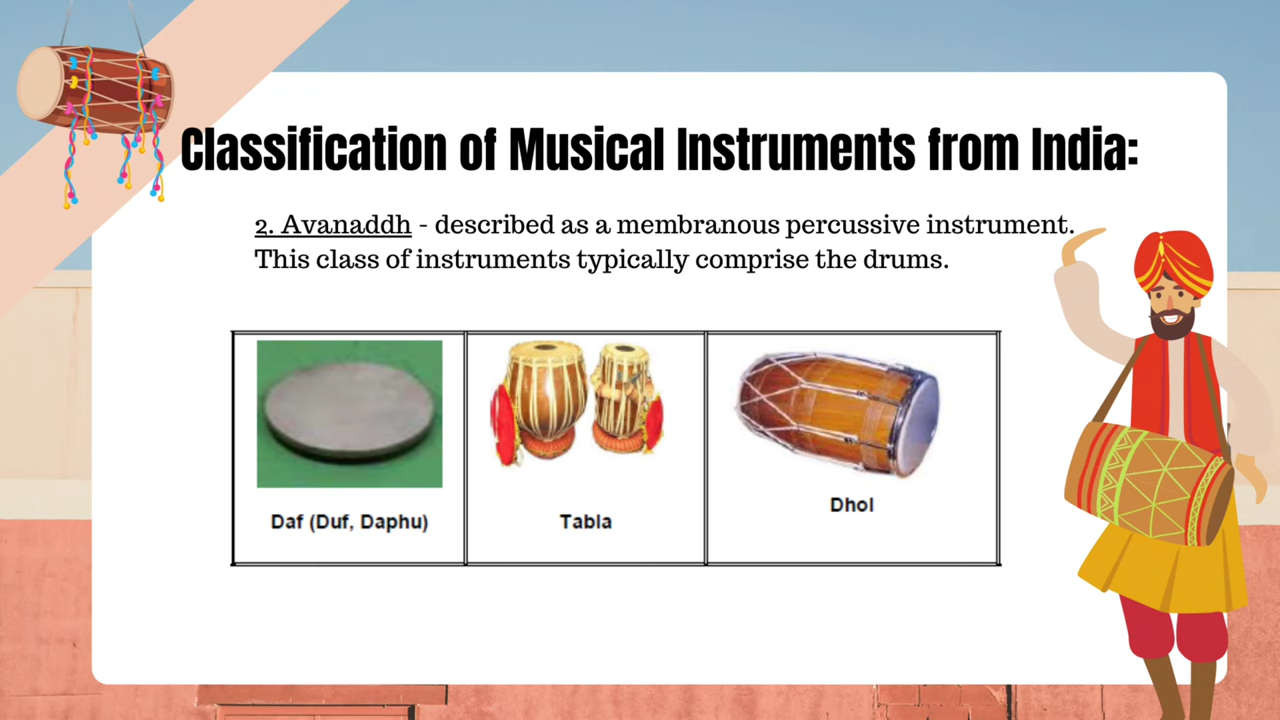 Classification of Musical Instruments from India:
2. Avanaddh - described as a membranous percussive instrument.
This class of instruments typically comprise the drums.
Daf (Duf, Daphu)
Tabla
Dhol